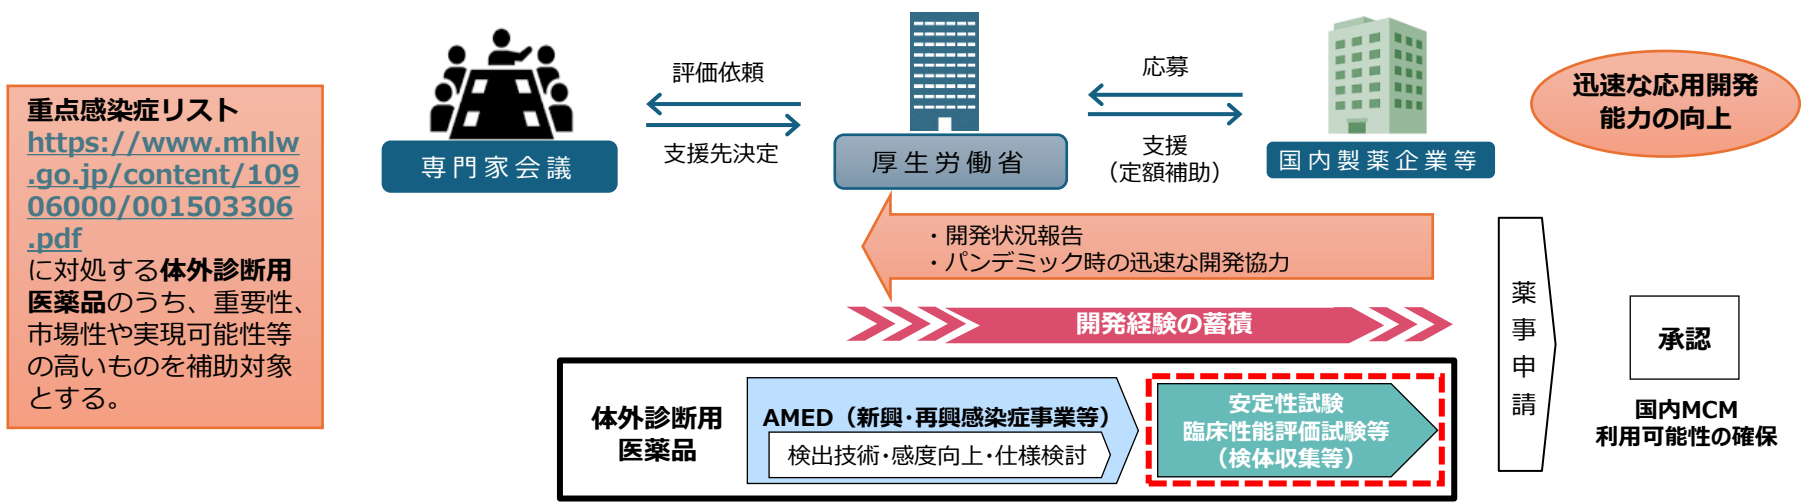 重点感染症リスト
https://www.mhlw
.go.jp/content/109
06000/001503306
.pdf
に対処する体外診断用
医薬品のうち、重要性、
市場性や実現可能性等
の高いものを補助対象
とする。
専門家会議
評価依頼
支援先決定
厚生労働省
応募
支援
（定額補助）
国内製薬企業等
迅速な応用開発
能力の向上
・開発状況報告
・パンデミック時の迅速な開発協力
開発経験の蓄積
体外診断用
医薬品
AMED（新興・再興感染症事業等）
検出技術・感度向上・仕様検討
安定性試験
臨床性能評価試験等
（検体収集等）
薬事申請
承認
国内MCM
利用可能性の確保